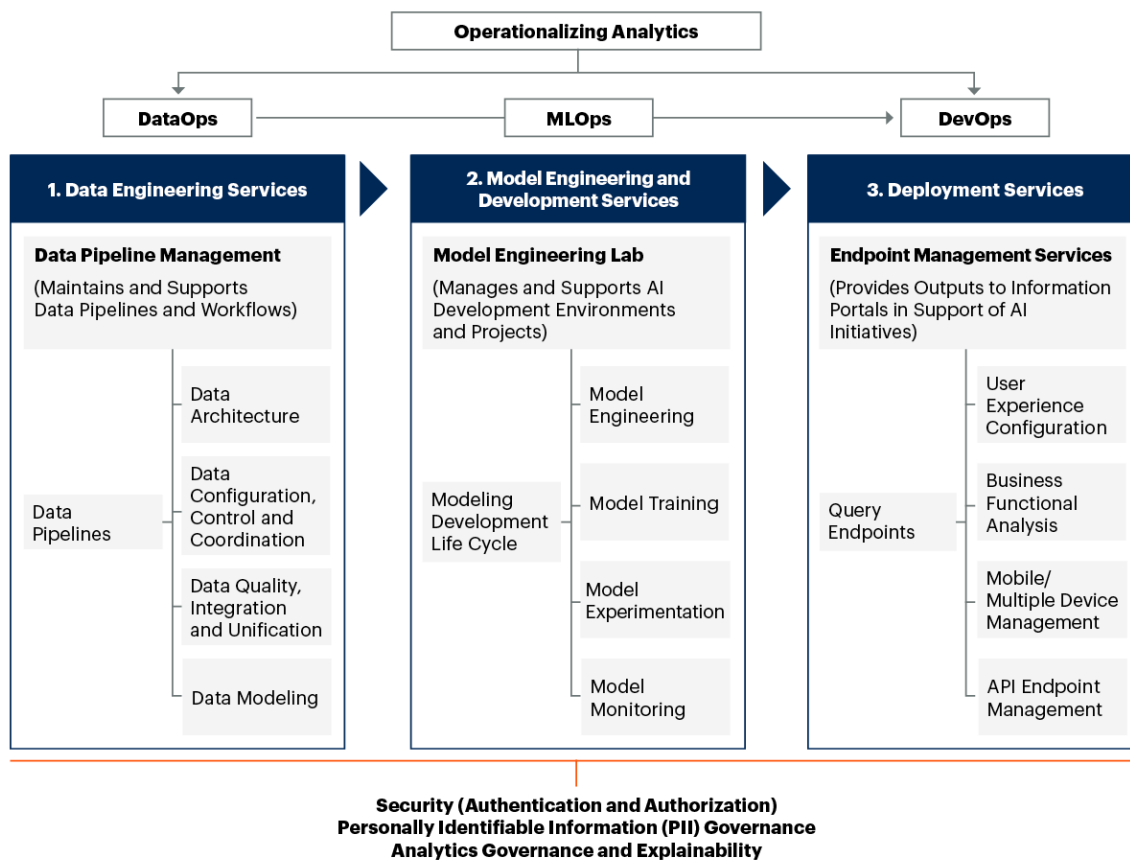 Operationalizing Analytics
DataOps
MLOps
DevOps
1. Data Engineering Services
2. Model Engineering and
Development Services
3. Deployment Services
Data Pipeline Management
(Maintains and Supports
Data Pipelines and Workflows)
Data
Architecture
Data
Configuration,
Control and
Coordination
Data
Pipelines
Data Quality,
Integration
and Unification
Data Modeling
Model Engineering Lab
(Manages and Supports AI
Development Environments
and Projects)
Model
Engineering
Modeling
Development
Life Cycle
Model Training
Model
Experimentation
Model
Monitoring
Endpoint Management Services
(Provides Outputs to Information
Portals in Support of AI
Initiatives)
User
Experience
Configuration
Business
Functional
Analysis
Query
Endpoints
Mobile/
Multiple Device
Management
API Endpoint
Management
Security (Authentication and Authorization)
Personally Identifiable Information (PII) Governance
Analytics Governance and Explainability